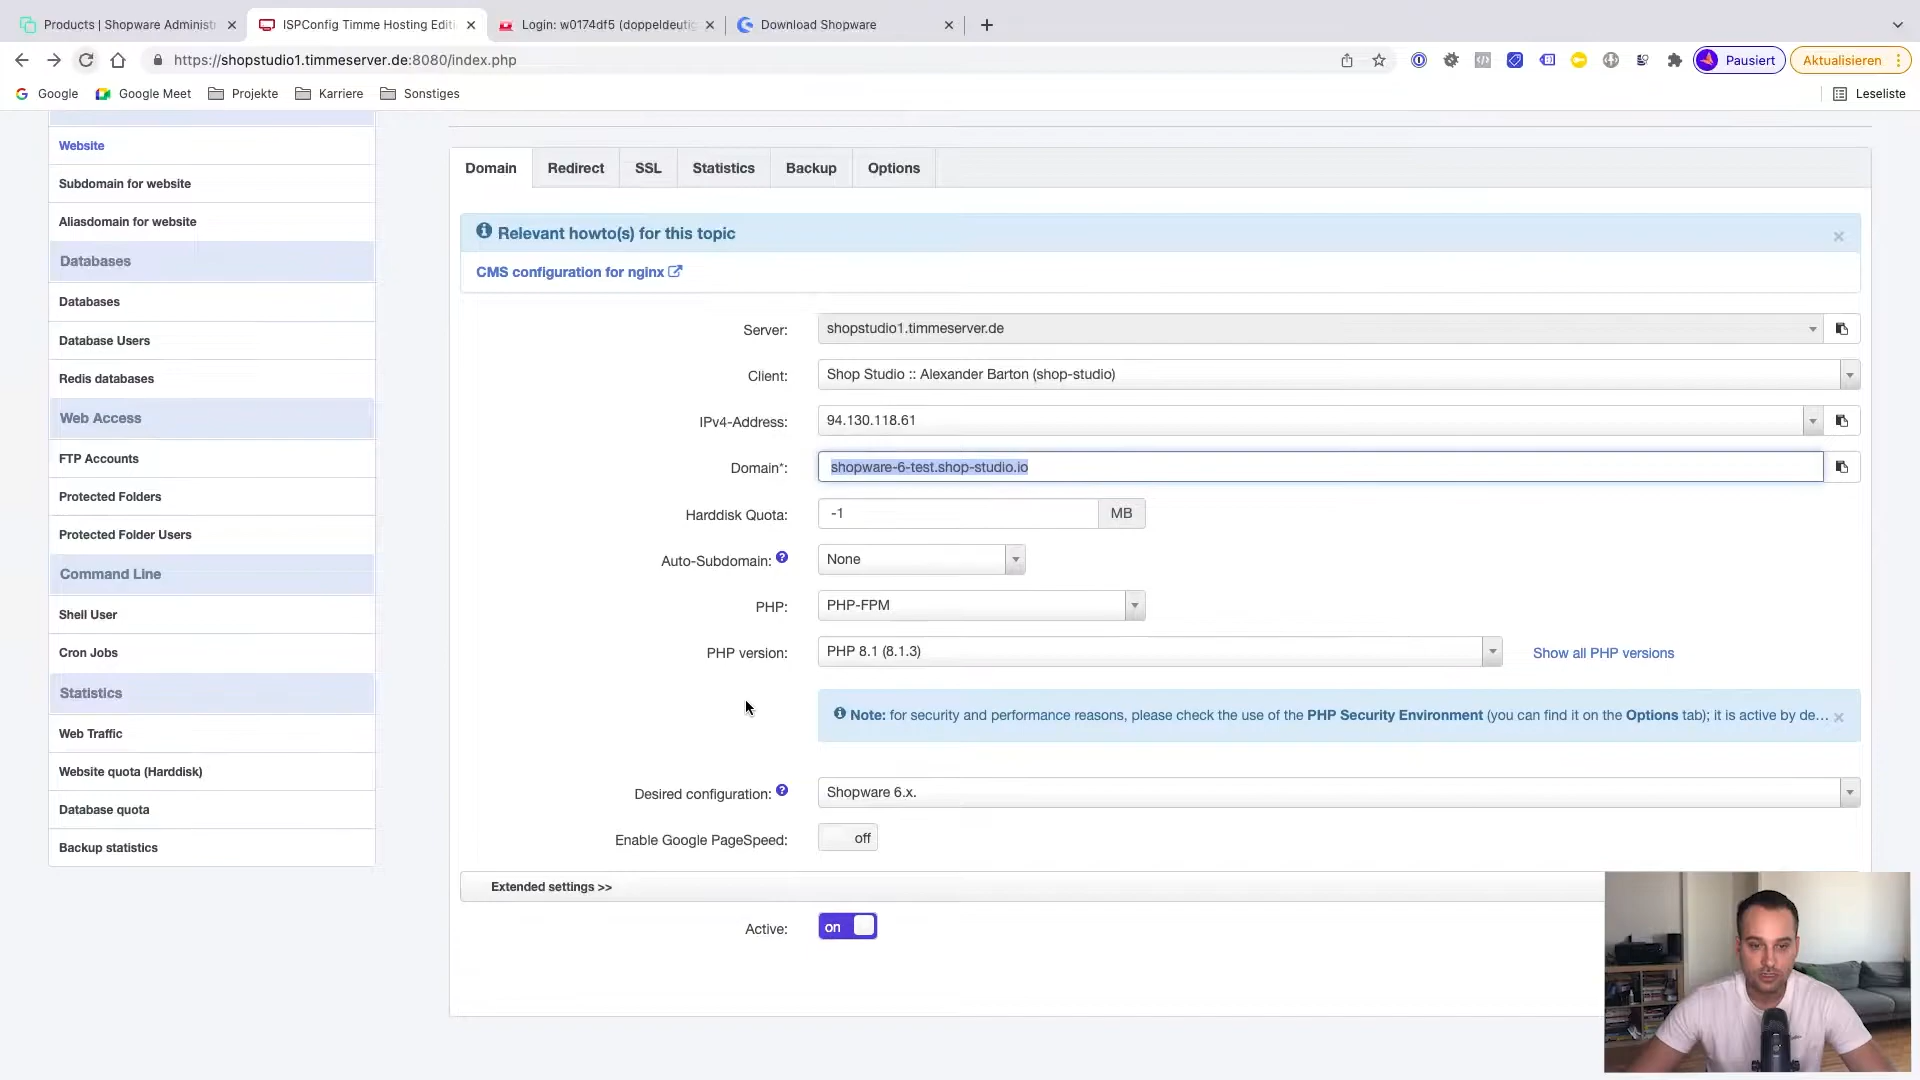 Products | Shopware Administ
ISPConfig Timme Hosting Editi
Login: w0174df5 (doppeldeutig
Download Shopware
https://shopstudio1.timmeserver.de:8080/index.php
Pausiert
Aktualisieren
Google
Google Meet
Projekte
Karriere
Sonstiges
Leseliste
Website
Subdomain for website
Aliasdomain for website
Databases
Databases
Database Users
Redis databases
Web Access
FTP Accounts
Protected Folders
Protected Folder Users
Command Line
Shell User
Cron Jobs
Statistics
Web Traffic
Website quota (Harddisk)
Database quota
Backup statistics
Domain
Redirect
SSL
Statistics
Backup
Options
Relevant howto(s) for this topic
CMS configuration for nginx
Server: shopstudio1.timmeserver.de
Client: Shop Studio :: Alexander Barton (shop-studio)
IPv4-Address: 94.130.118.61
Domain*: shopware-6-test.shop-studio.io
Harddisk Quota: -1 MB
Auto-Subdomain: None
PHP: PHP-FPM
PHP version: PHP 8.1 (8.1.3) Show all PHP versions
Note: for security and performance reasons, please check the use of the PHP Security Environment (you can find it on the Options tab); it is active by de...
Desired configuration: Shopware 6.x.
Enable Google PageSpeed: off
Extended settings >>
Active: on